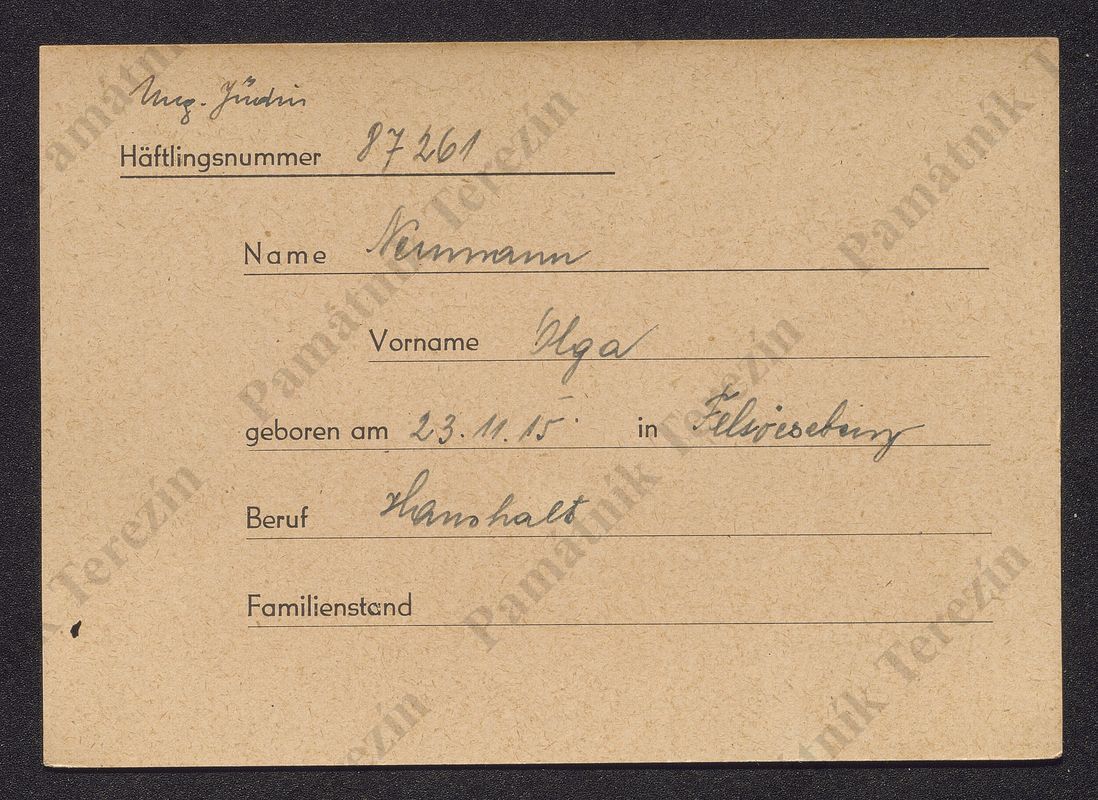 Ung. Jüdin
Häftlingsnummer 87261
Name Neumann
Vorname Olga
geboren am 23.11.15 in
Beruf Haushalt
Familienstand
Památník Terezín